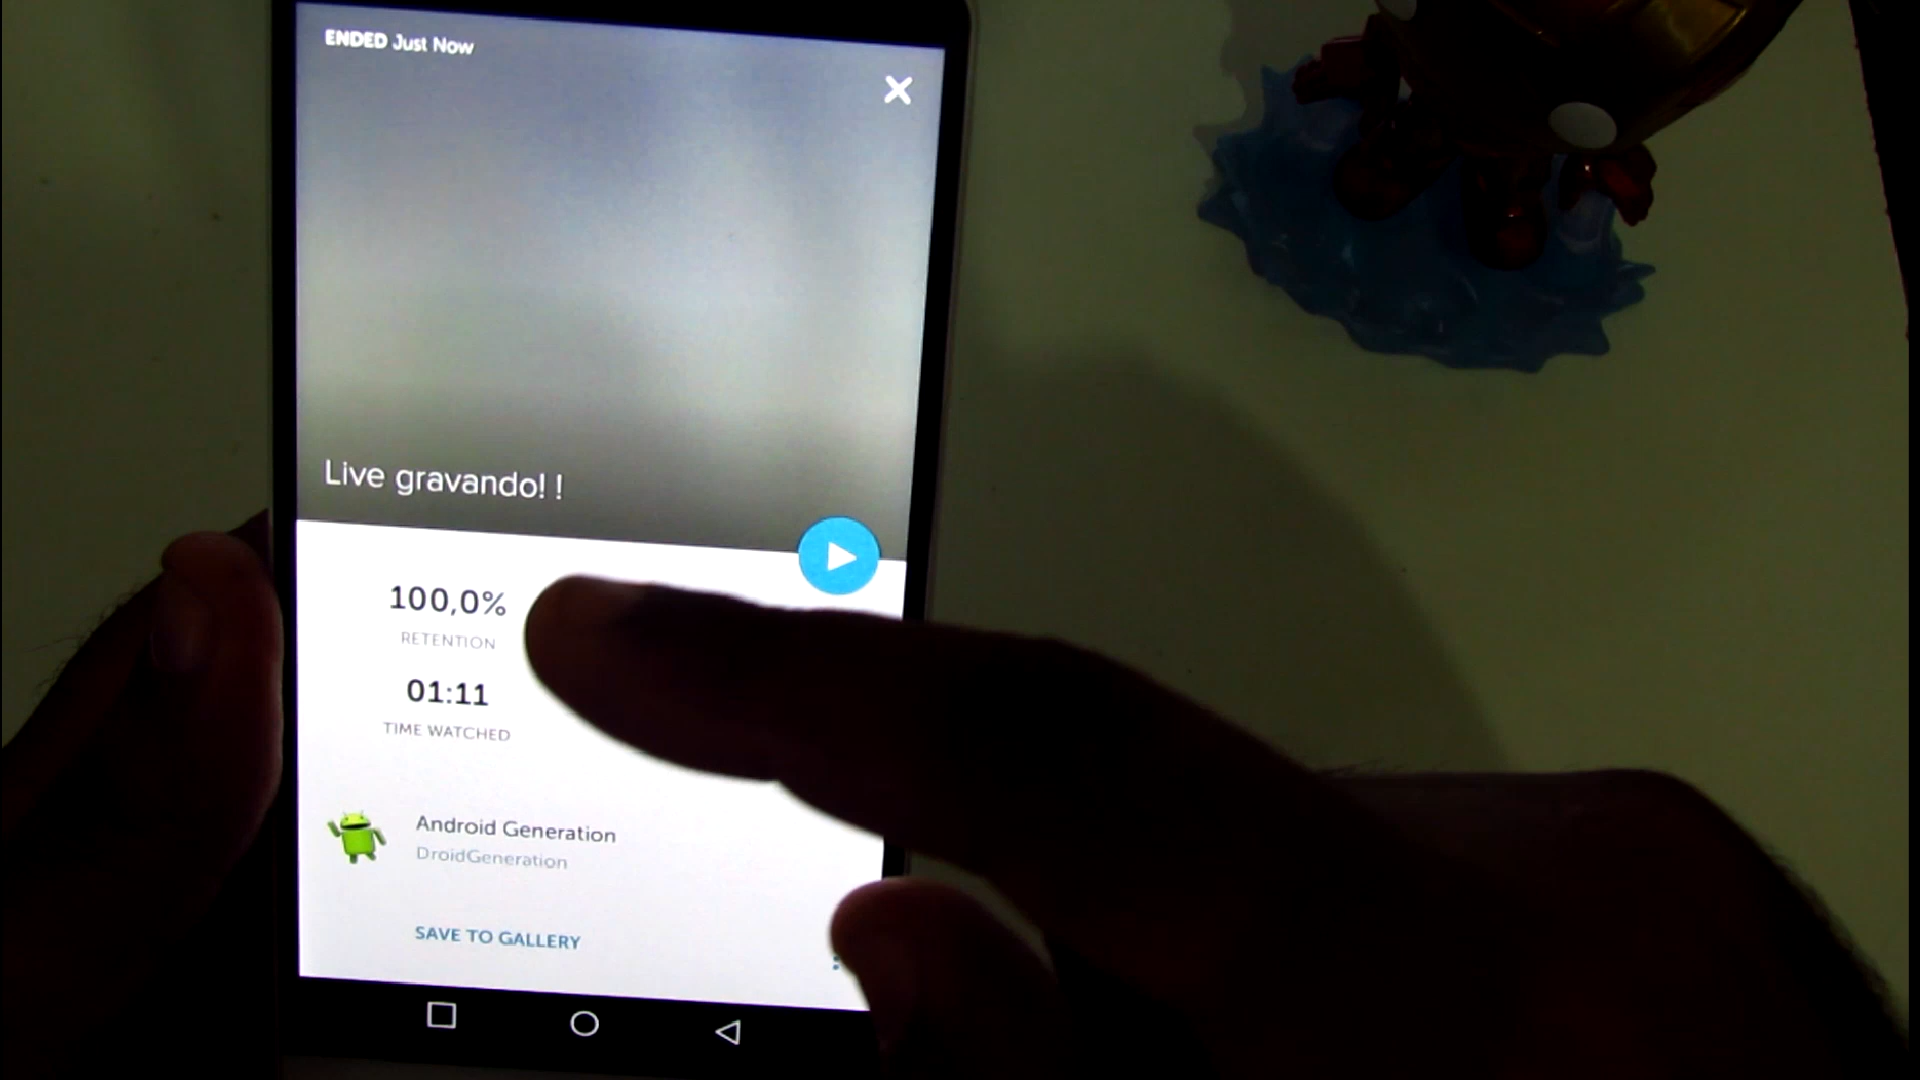 ENDED Just Now
Live gravando! !
100,0%
RETENTION
01:11
TIME WATCHED
Android Generation
DroidGeneration
SAVE TO GALLERY